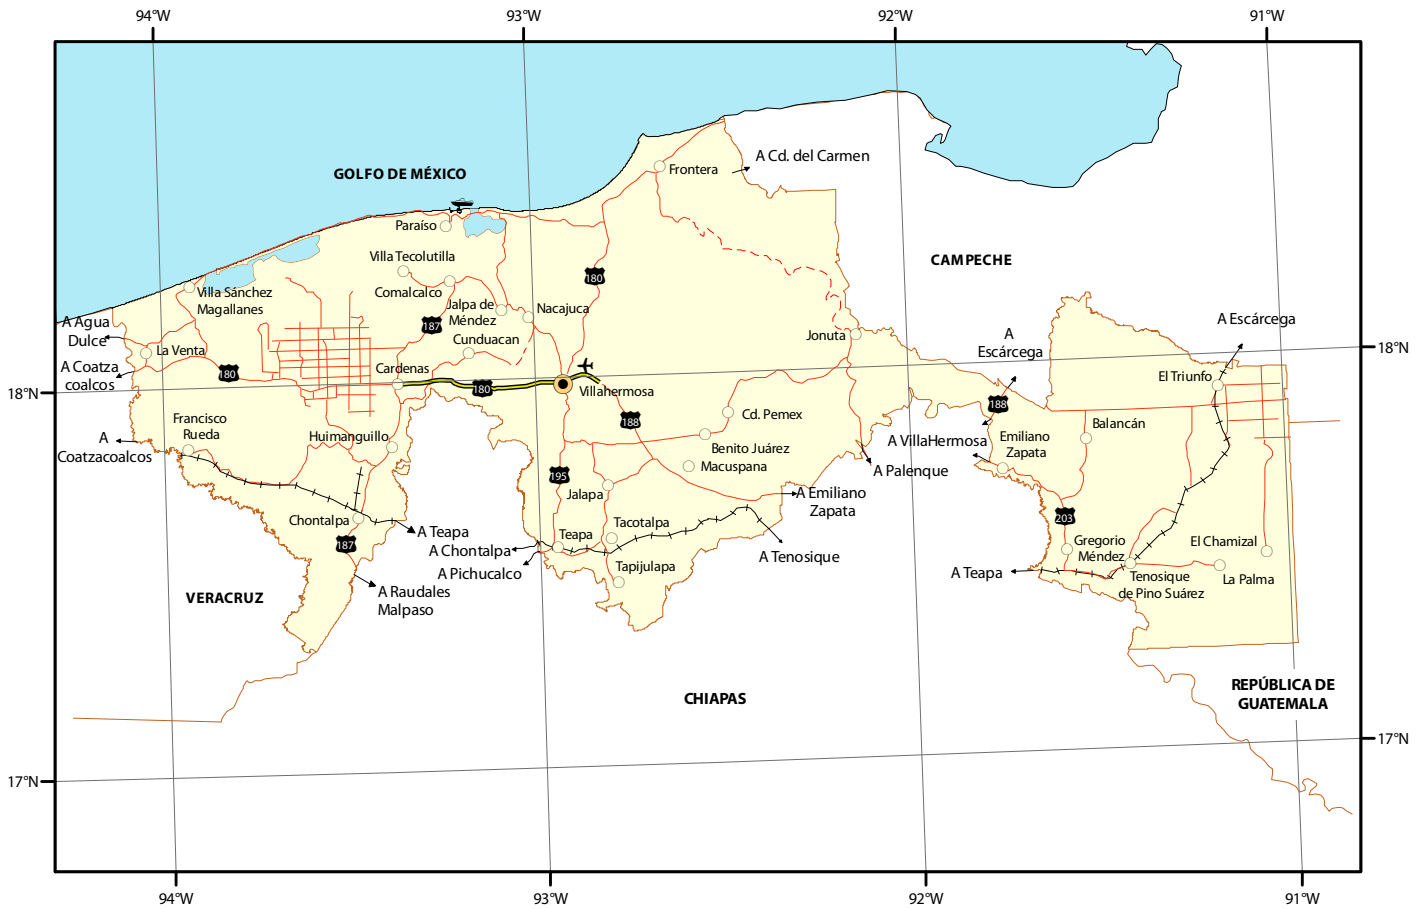 94°W
93°W
92°W
91°W
A Cd. del Carmen
Frontera
GOLFO DE MÉXICO
Paraíso
Villa Tecolutilla
CAMPECHE
180
Comalcalco
Villa Sánchez
Magallanes
Jalpa de
Méndez
Nacajuca
A Agua
Dulce
187
A Escárcega
Cunduacan
Jonuta
A
Escárcega
La Venta
18°N
A Coatza
coalcos
180
Cardenas
El Triunfo
18°N
180
Villahermosa
188
Francisco
Rueda
Cd. Pemex
188
Balancán
A
Coatzacoalcos
Huimanguillo
Benito Juárez
Macuspana
A VillaHermosa
Emiliano
Zapata
A Palenque
195
Jalapa
A Emiliano
Zapata
Chontalpa
203
A Teapa
Tacotalpa
Teapa
187
A Chontalpa
A Tenosique
Gregorio
Méndez
El Chamizal
A Pichucalco
Tapijulapa
A Teapa
Tenosique
de Pino Suárez
La Palma
VERACRUZ
A Raudales
Malpaso
CHIAPAS
REPÚBLICA DE
GUATEMALA
17°N
17°N
94°W
93°W
92°W
91°W